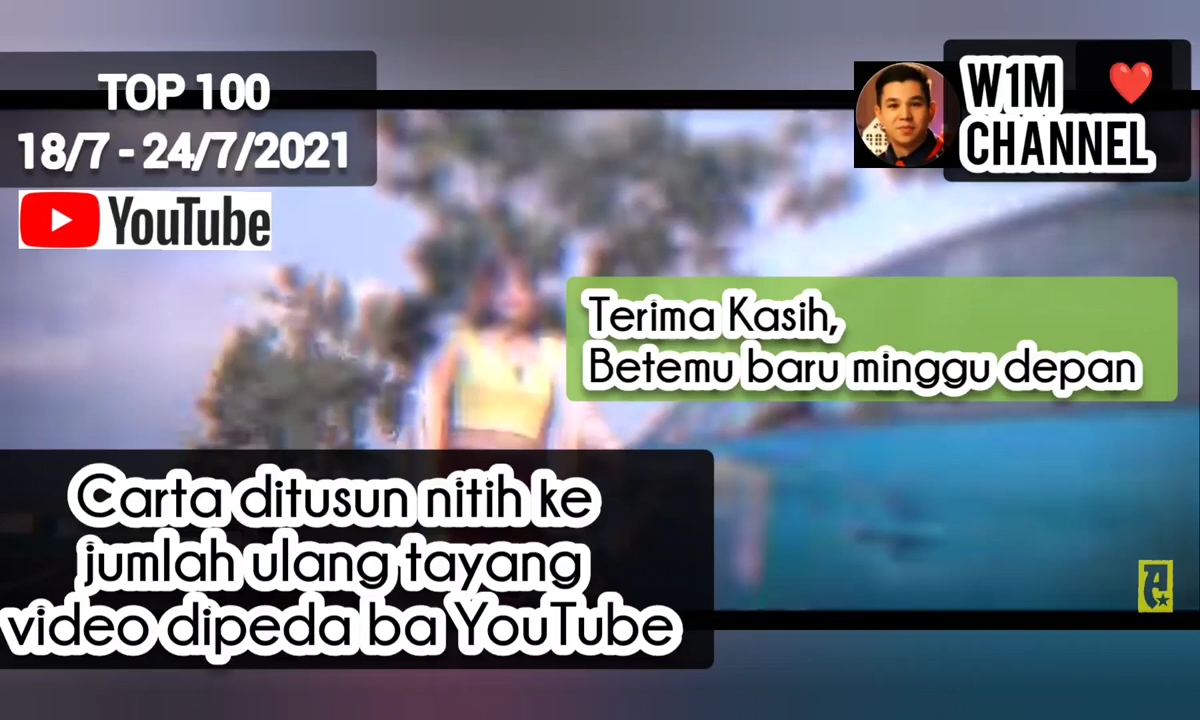 TOP 100
18/7 - 24/7/2021
YouTube
W1M ❤️
CHANNEL
Terima Kasih,
Betemu baru minggu depan
Carta ditusun nitih ke
jumlah ulang tayang
video dipeda ba YouTube